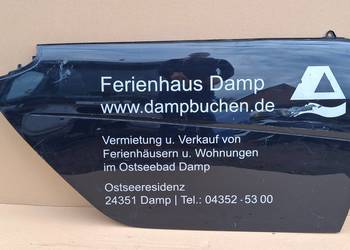 Ferienhaus Damp
www.dampbuchen.de
Vermietung u. Verkauf von
Ferienhäusern u. Wohnungen
im Ostseebad Damp
Ostseeresidenz
24351 Damp | Tel.: 04352 - 53 00